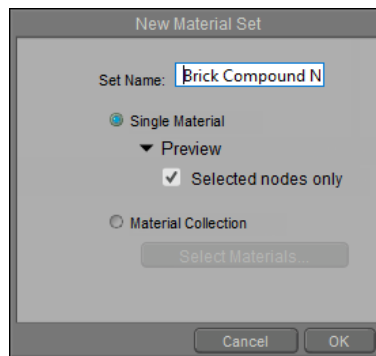 New Material Set
Set Name: Brick Compound N
Single Material
Preview
Selected nodes only
Material Collection
Select Materials...
Cancel OK